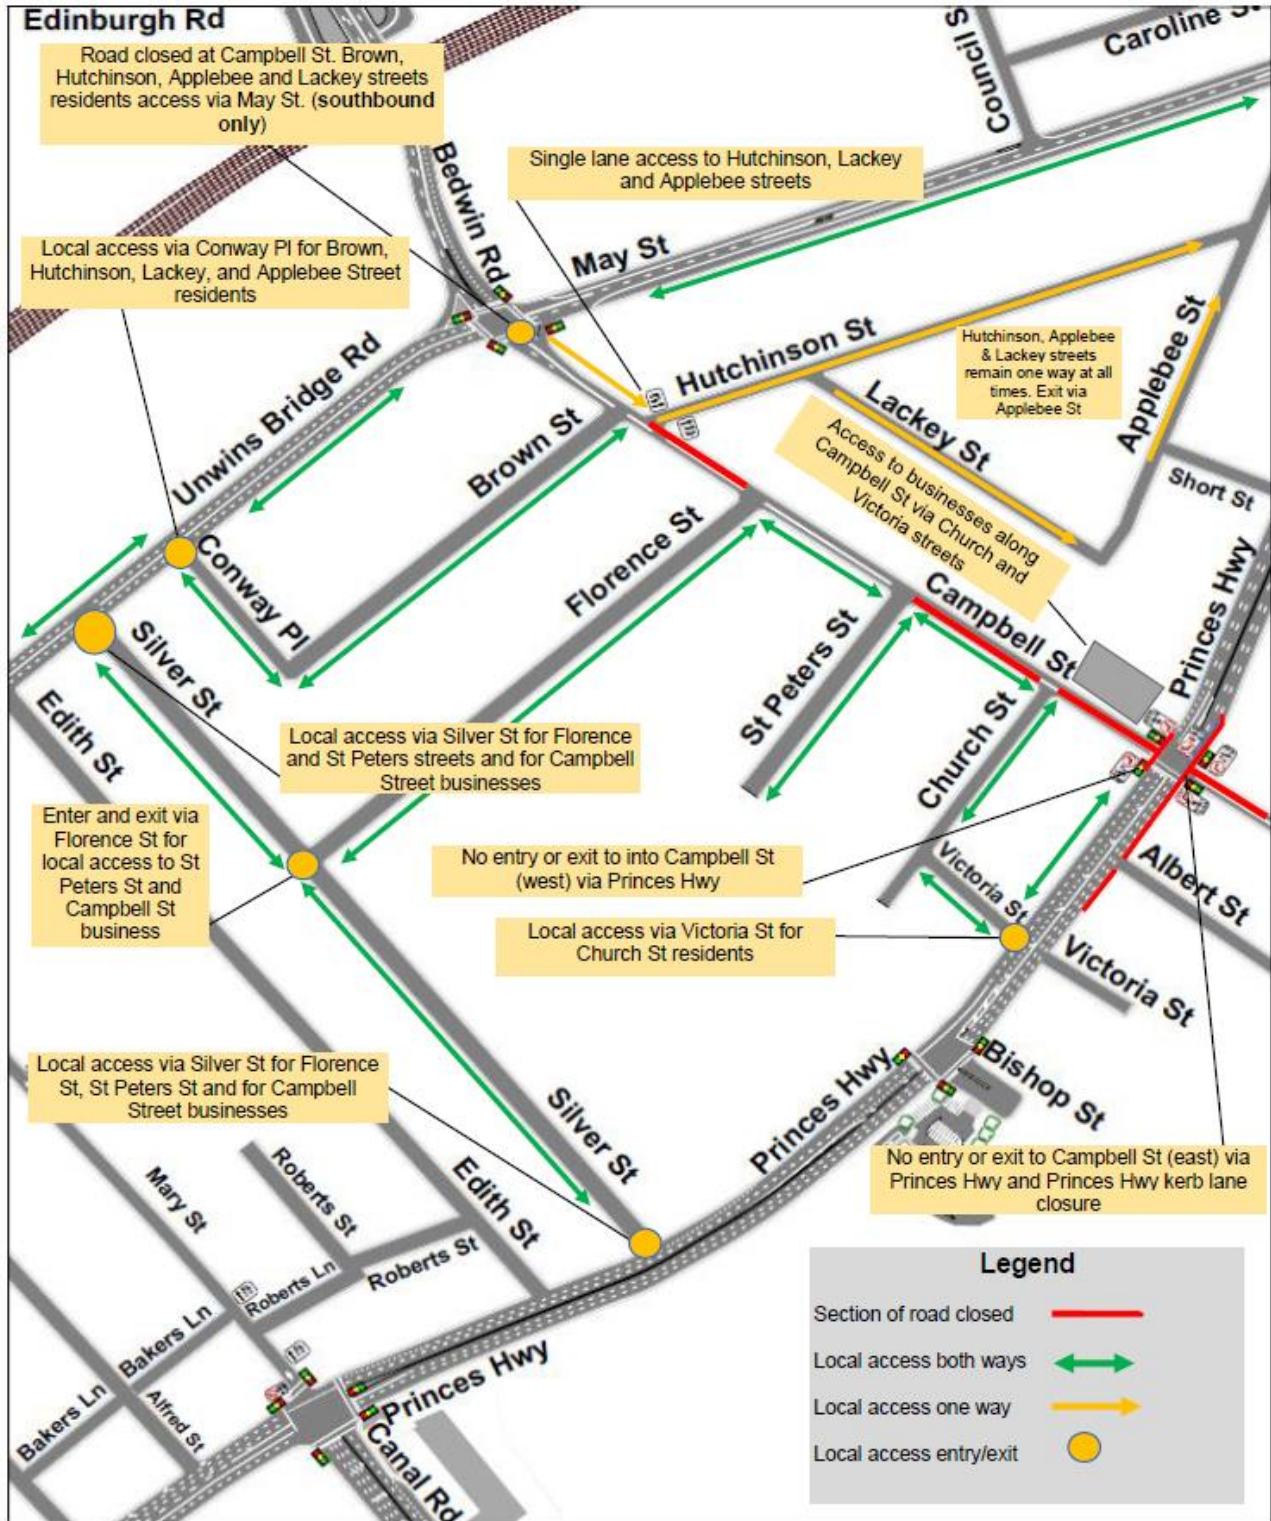 Edinburgh Rd
Road closed at Campbell St. Brown,
Hutchinson, Applebee and Lackey streets
residents access via May St. (southbound
only)
Council S
Caroline St
Bedwin Rd
Single lane access to Hutchinson, Lackey
and Applebee streets
May St
Local access via Conway Pl for Brown,
Hutchinson, Lackey, and Applebee Street
residents
Unwins Bridge Rd
Hutchinson St
Hutchinson, Applebee
& Lackey streets
remain one way at all
times. Exit via
Applebee St
Applebee St
Lackey St
Brown St
Access to businesses along
Campbell St via Church and
Victoria streets
Short St
Conway Pl
Florence St
Princes Hwy
Campbell St
Silver St
Edith St
St Peters St
Church St
Local access via Silver St for Florence
and St Peters streets and for Campbell
Street businesses
Enter and exit via
Florence St for
local access to St
Peters St and
Campbell St
business
No entry or exit to into Campbell St
(west) via Princes Hwy
Victoria St
Albert St
Local access via Victoria St for
Church St residents
Victoria St
Local access via Silver St for Florence
St, St Peters St and for Campbell
Street businesses
Silver St
Princes Hwy
Bishop St
No entry or exit to Campbell St (east) via
Princes Hwy and Princes Hwy kerb lane
closure
Mary St
Roberts St
Edith St
Roberts St
Roberts Ln
Bakers Ln
Bakers Ln
Alfred St
Princes Hwy
Canal Rd
Legend
Section of road closed
Local access both ways
Local access one way
Local access entry/exit